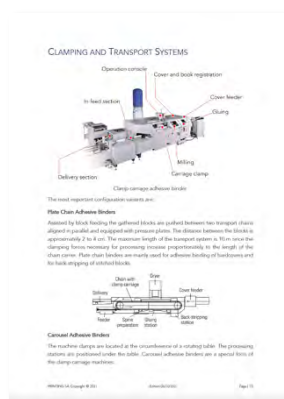 CLAMPING AND TRANSPORT SYSTEMS
Operation console
Cover and book registration
In feed section
Cover feeder
Gluing
Milling
Carriage clamp
Delivery section
Clamp carriage adhesive binder
The most important configuration variants are:
Plate Chain Adhesive Binders
Assisted by block feeding the gathered blocks are pushed between two transport chains
aligned in parallel and equipped with pressure plates. The distance between the blocks is
approximately 2 to 4 cm. The maximum length of the transport system is 10 m since the
clamping forces necessary for processing increase proportionately to the length of the
chain carrier. Plate chain binders are mainly used for adhesive binding of hardcovers and
for back-stripping of stitched blocks.
Chain with
clamp carriage
Drive
Delivery
Cover feeder
Feeder
Spine
preparation
Gluing
station
Back-stripping
station
Carousel Adhesive Binders
The machine clamps are located at the circumference of a rotating table. The processing
stations are positioned under the table. Carousel adhesive binders are a special form of
the clamp-carriage machines.